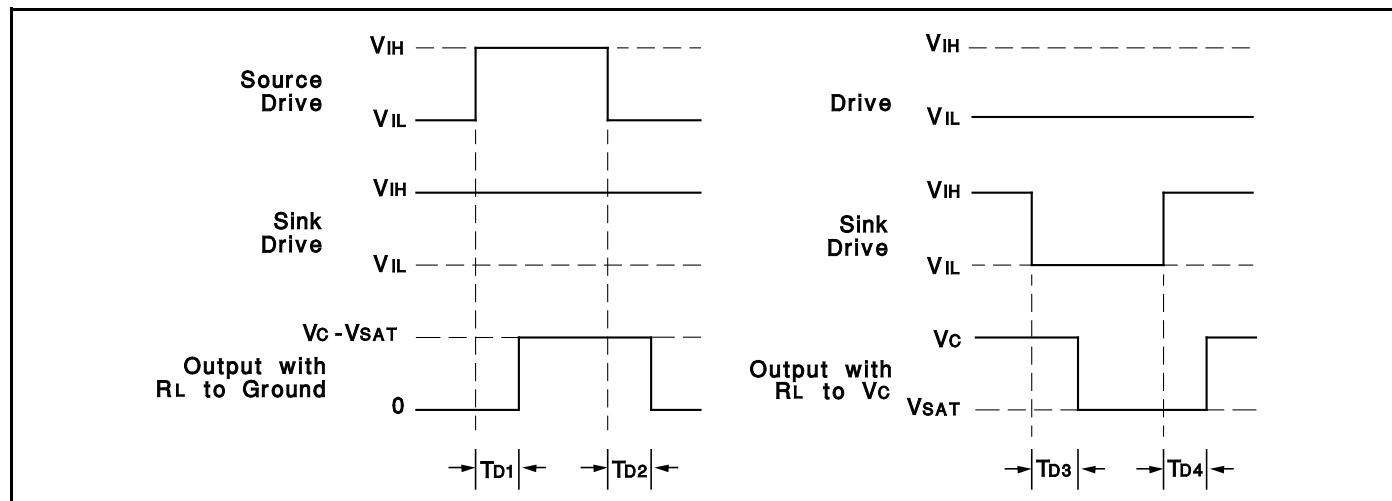 VIH
Source
Drive
VIL
VIH
Sink
Drive
VIL
VC-VSAT
Output with
RL to Ground
0
TD1
TD2
VIH
Drive
VIL
VIH
Sink
Drive
VIL
VC
Output with
RL to VC
VSAT
TD3
TD4